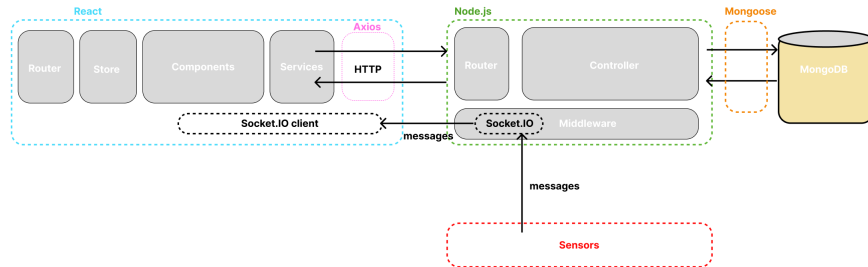 React
Node.js
Mongoose
Axios
Router
Store
Components
Services
HTTP
Router
Controller
MongoDB
Socket.IO client
messages
Socket.IO
Middleware
messages
Sensors